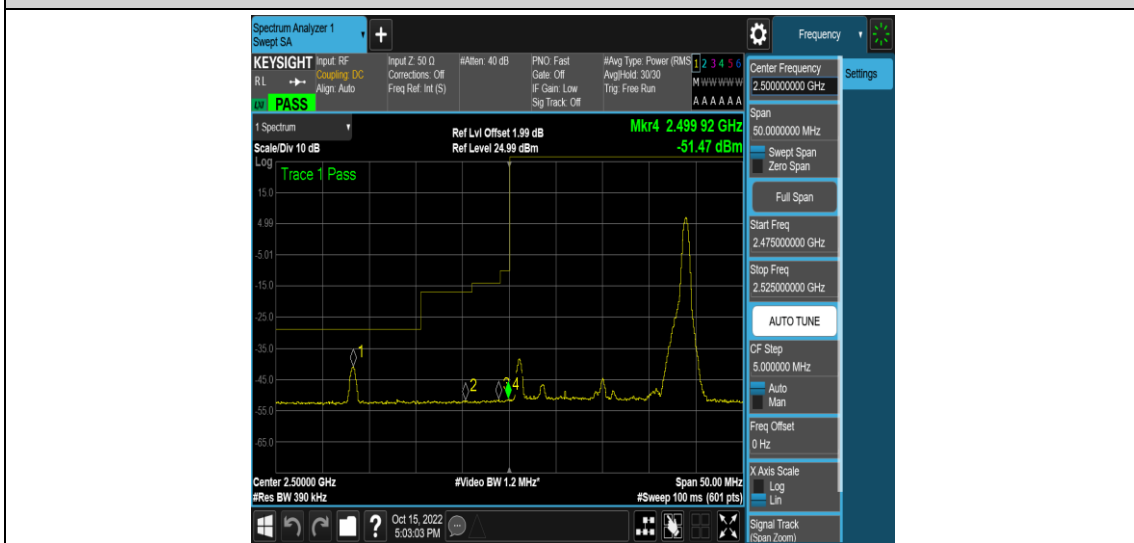 Spectrum Analyzer 1
Swept SA
+
Frequency
KEYSIGHT
RL
LXI PASS
Input: RF
Coupling: DC
Align: Auto
Input Z: 50 Ω
Corrections: Off
Freq Ref: Int (S)
#Atten: 40 dB
PNO: Fast
Gate: Off
IF Gain: Low
Sig Track: Off
#Avg Type: Power (RMS
Avg|Hold: 30/30
Trig: Free Run
1 2 3 4 5 6
M W W W W W
A A A A A A
1 Spectrum
Scale/Div 10 dB
Ref Lvl Offset 1.99 dB
Ref Level 24.99 dBm
Mkr4 2.499 92 GHz
-51.47 dBm
Log
Trace 1 Pass
15.0
4.99
-5.01
-15.0
-25.0
-35.0
-45.0
-55.0
-65.0
1
2
3
4
Center 2.50000 GHz
#Res BW 390 kHz
#Video BW 1.2 MHz*
Span 50.00 MHz
#Sweep 100 ms (601 pts)
?
Oct 15, 2022
5:03:03 PM
Center Frequency
2.500000000 GHz
Settings
Span
50.0000000 MHz
Swept Span
Zero Span
Full Span
Start Freq
2.475000000 GHz
Stop Freq
2.525000000 GHz
AUTO TUNE
CF Step
5.000000 MHz
Auto
Man
Freq Offset
0 Hz
X Axis Scale
Log
Lin
Signal Track
(Span Zoom)